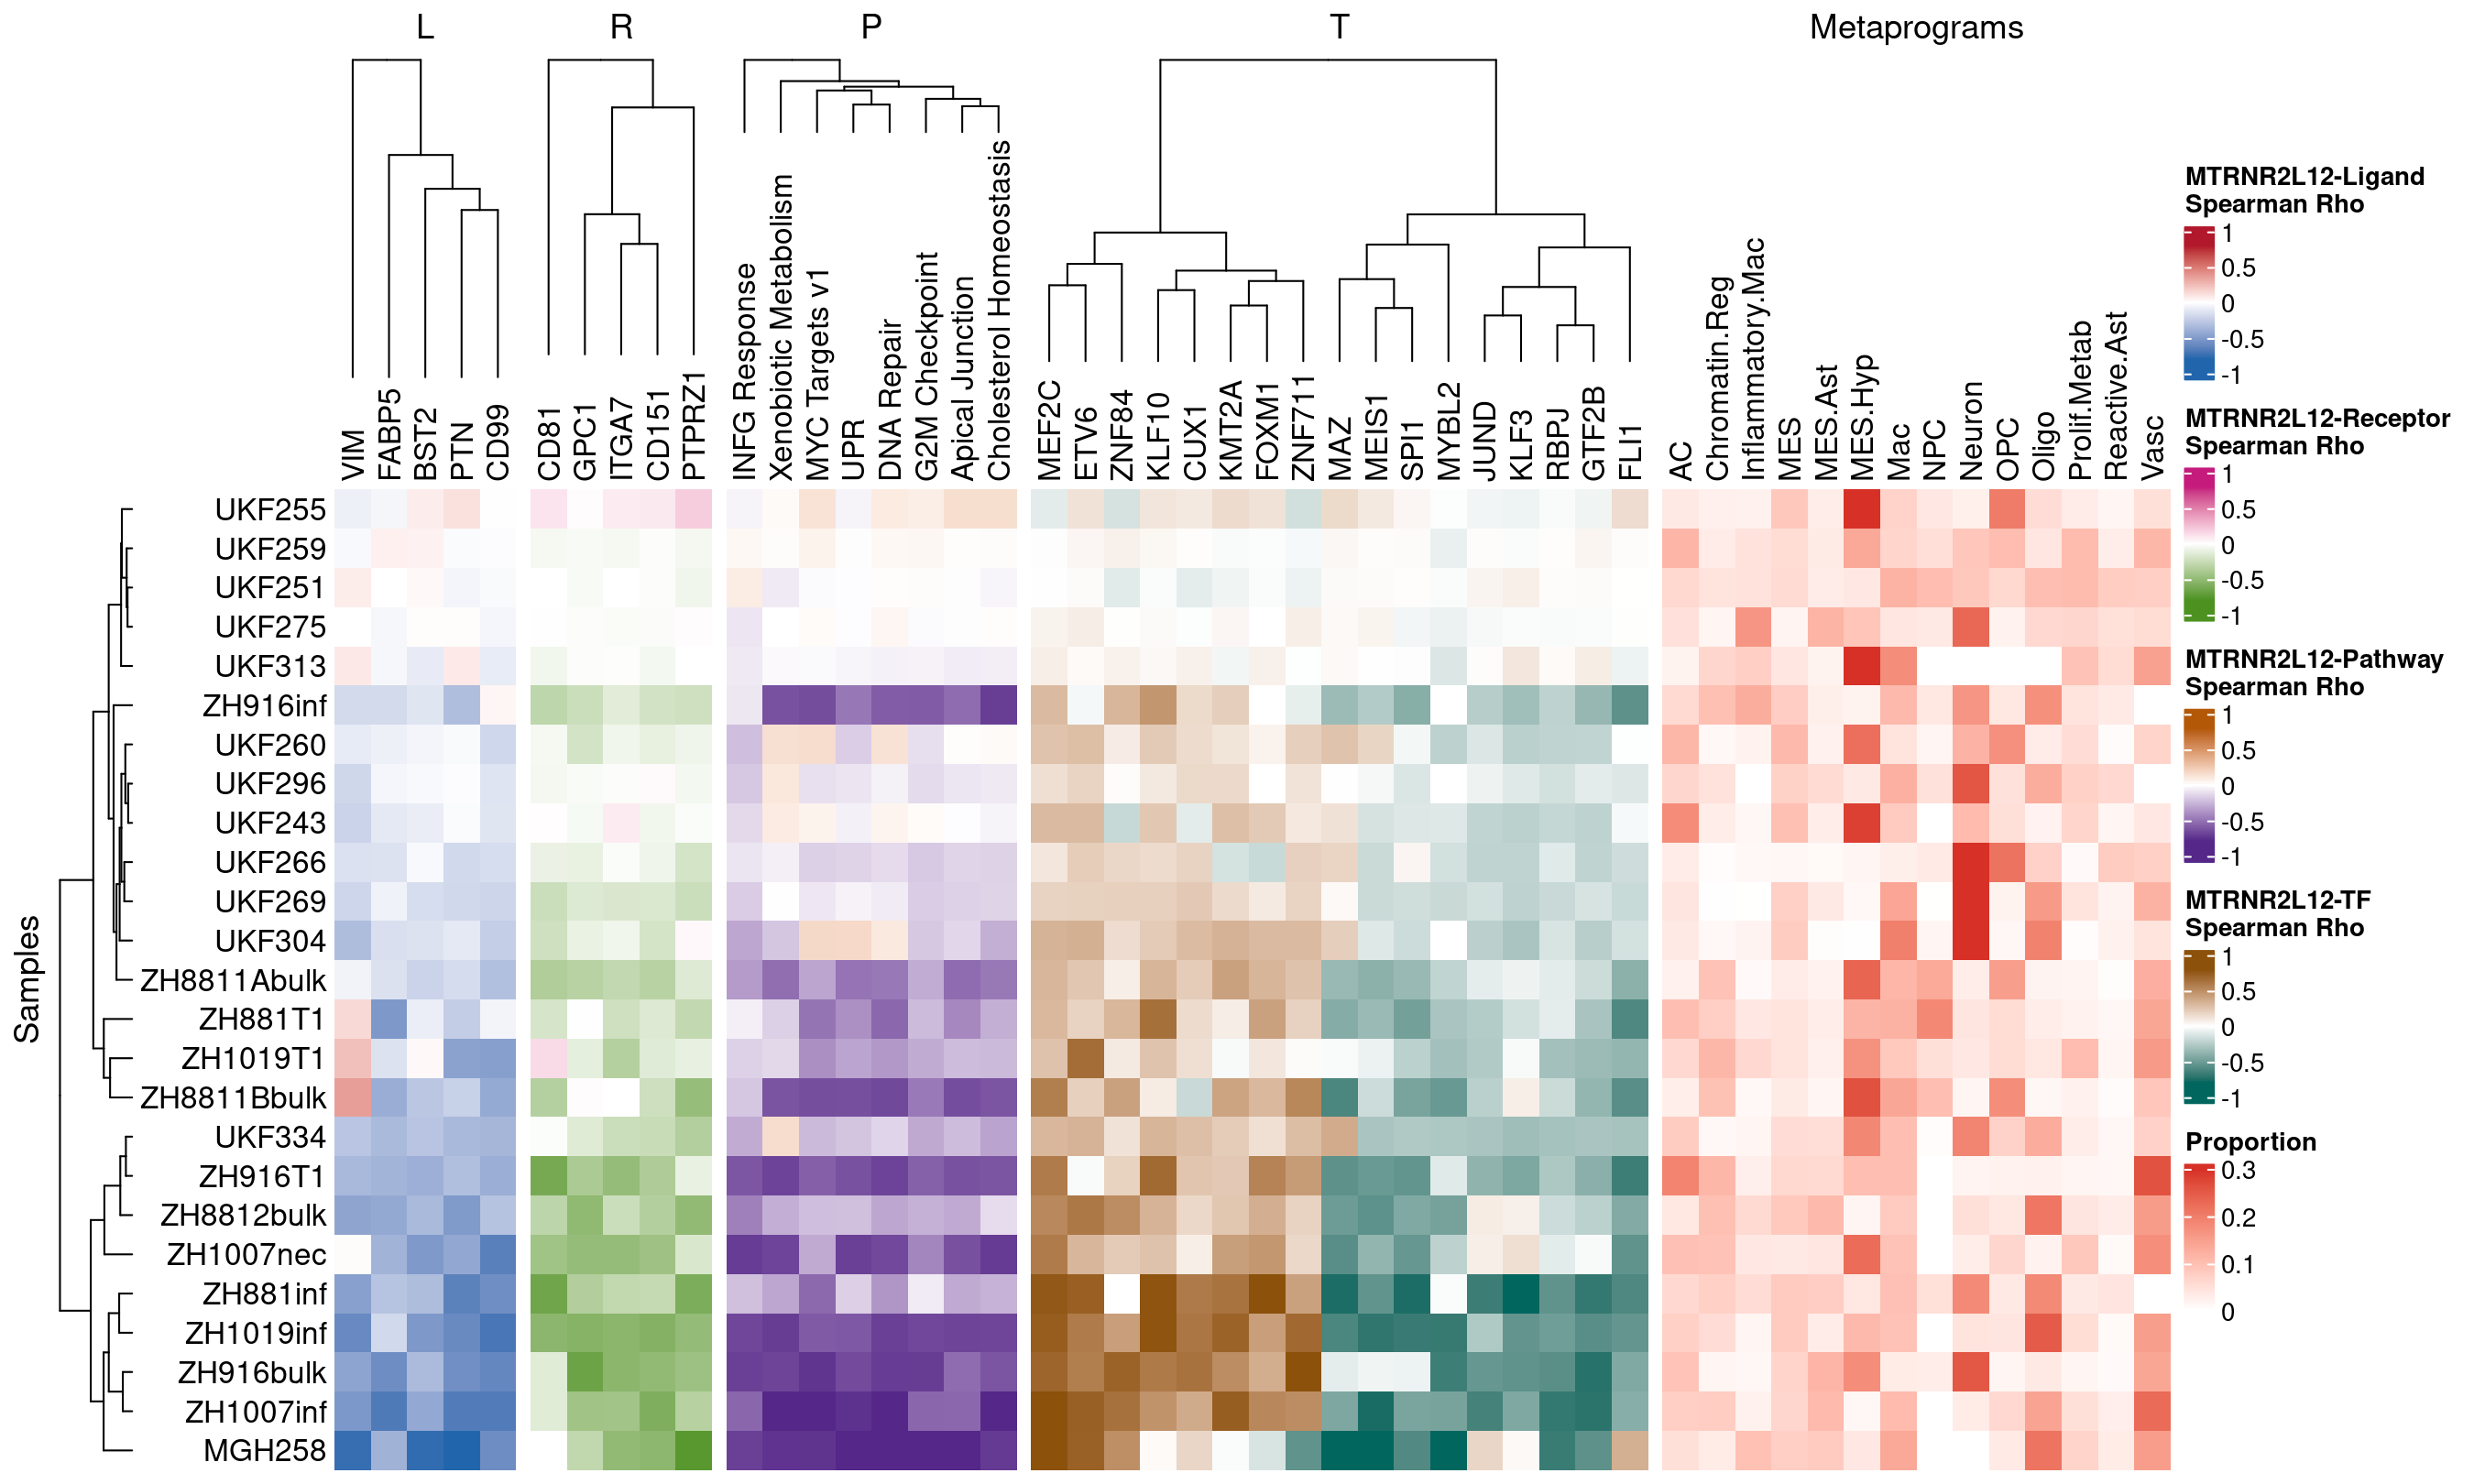 L R P T Metaprograms
VIM FABP5 BST2 PTN CD99
CD81 GPC1 ITGA7 CD151 PTPRZ1
INFG Response
Xenobiotic Metabolism
MYC Targets v1
UPR
DNA Repair
G2M Checkpoint
Apical Junction
Cholesterol Homeostasis
MEF2C ETV6 ZNF84 KLF10 CUX1 KMT2A FOXM1 ZNF711 MAZ MEIS1 SPI1 MYBL2 JUND KLF3 RBPJ GTF2B FLI1
AC Chromatin.Reg Inflammatory.Mac MES MES.Ast MES.Hyp Mac NPC Neuron OPC Oligo Prolif.Metab Reactive.Ast Vasc
Samples
UKF255
UKF259
UKF251
UKF275
UKF313
ZH916inf
UKF260
UKF296
UKF243
UKF266
UKF269
UKF304
ZH8811Abulk
ZH881T1
ZH1019T1
ZH8811Bbulk
UKF334
ZH916T1
ZH8812bulk
ZH1007nec
ZH881inf
ZH1019inf
ZH916bulk
ZH1007inf
MGH258
MTRNR2L12-Ligand
Spearman Rho
1
0.5
0
-0.5
-1
MTRNR2L12-Receptor
Spearman Rho
1
0.5
0
-0.5
-1
MTRNR2L12-Pathway
Spearman Rho
1
0.5
0
-0.5
-1
MTRNR2L12-TF
Spearman Rho
1
0.5
0
-0.5
-1
Proportion
0.3
0.2
0.1
0